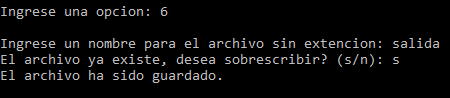 Ingrese una opcion: 6
Ingrese un nombre para el archivo sin extencion: salida
El archivo ya existe, desea sobrescribir? (s/n): s
El archivo ha sido guardado.